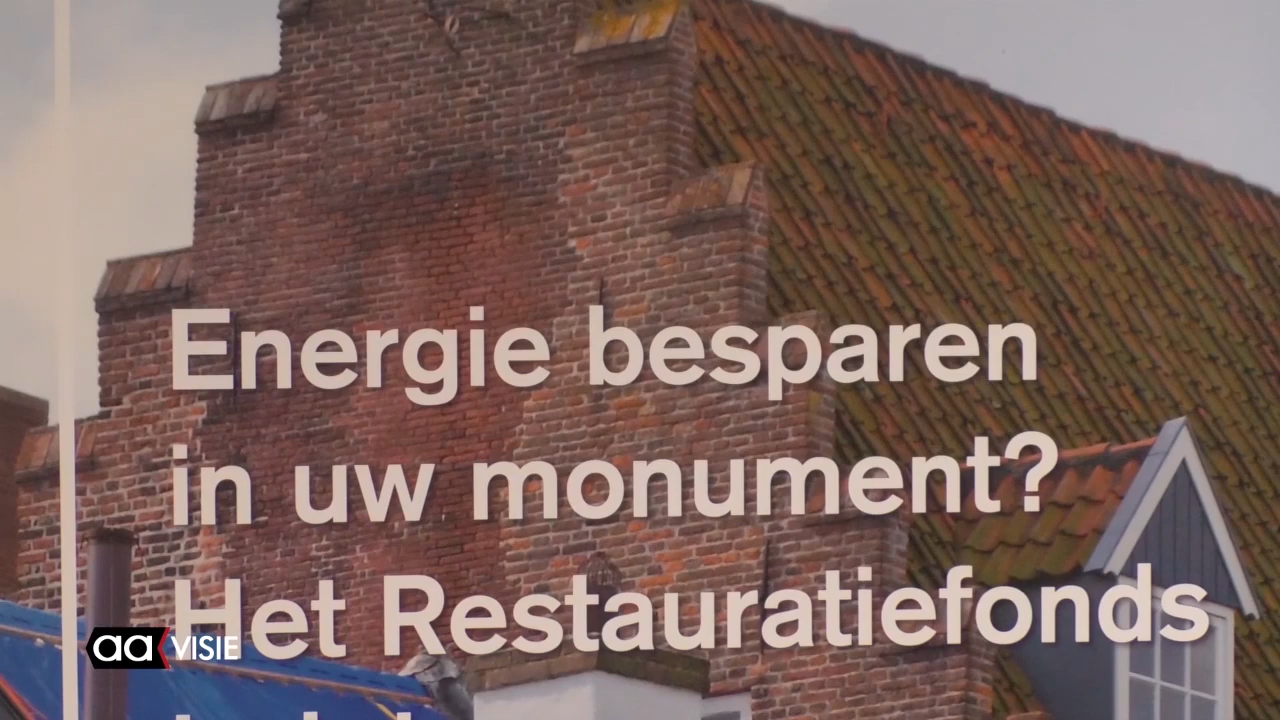 Energie besparen
in uw monument?
Het Restauratiefonds
aa VISIE